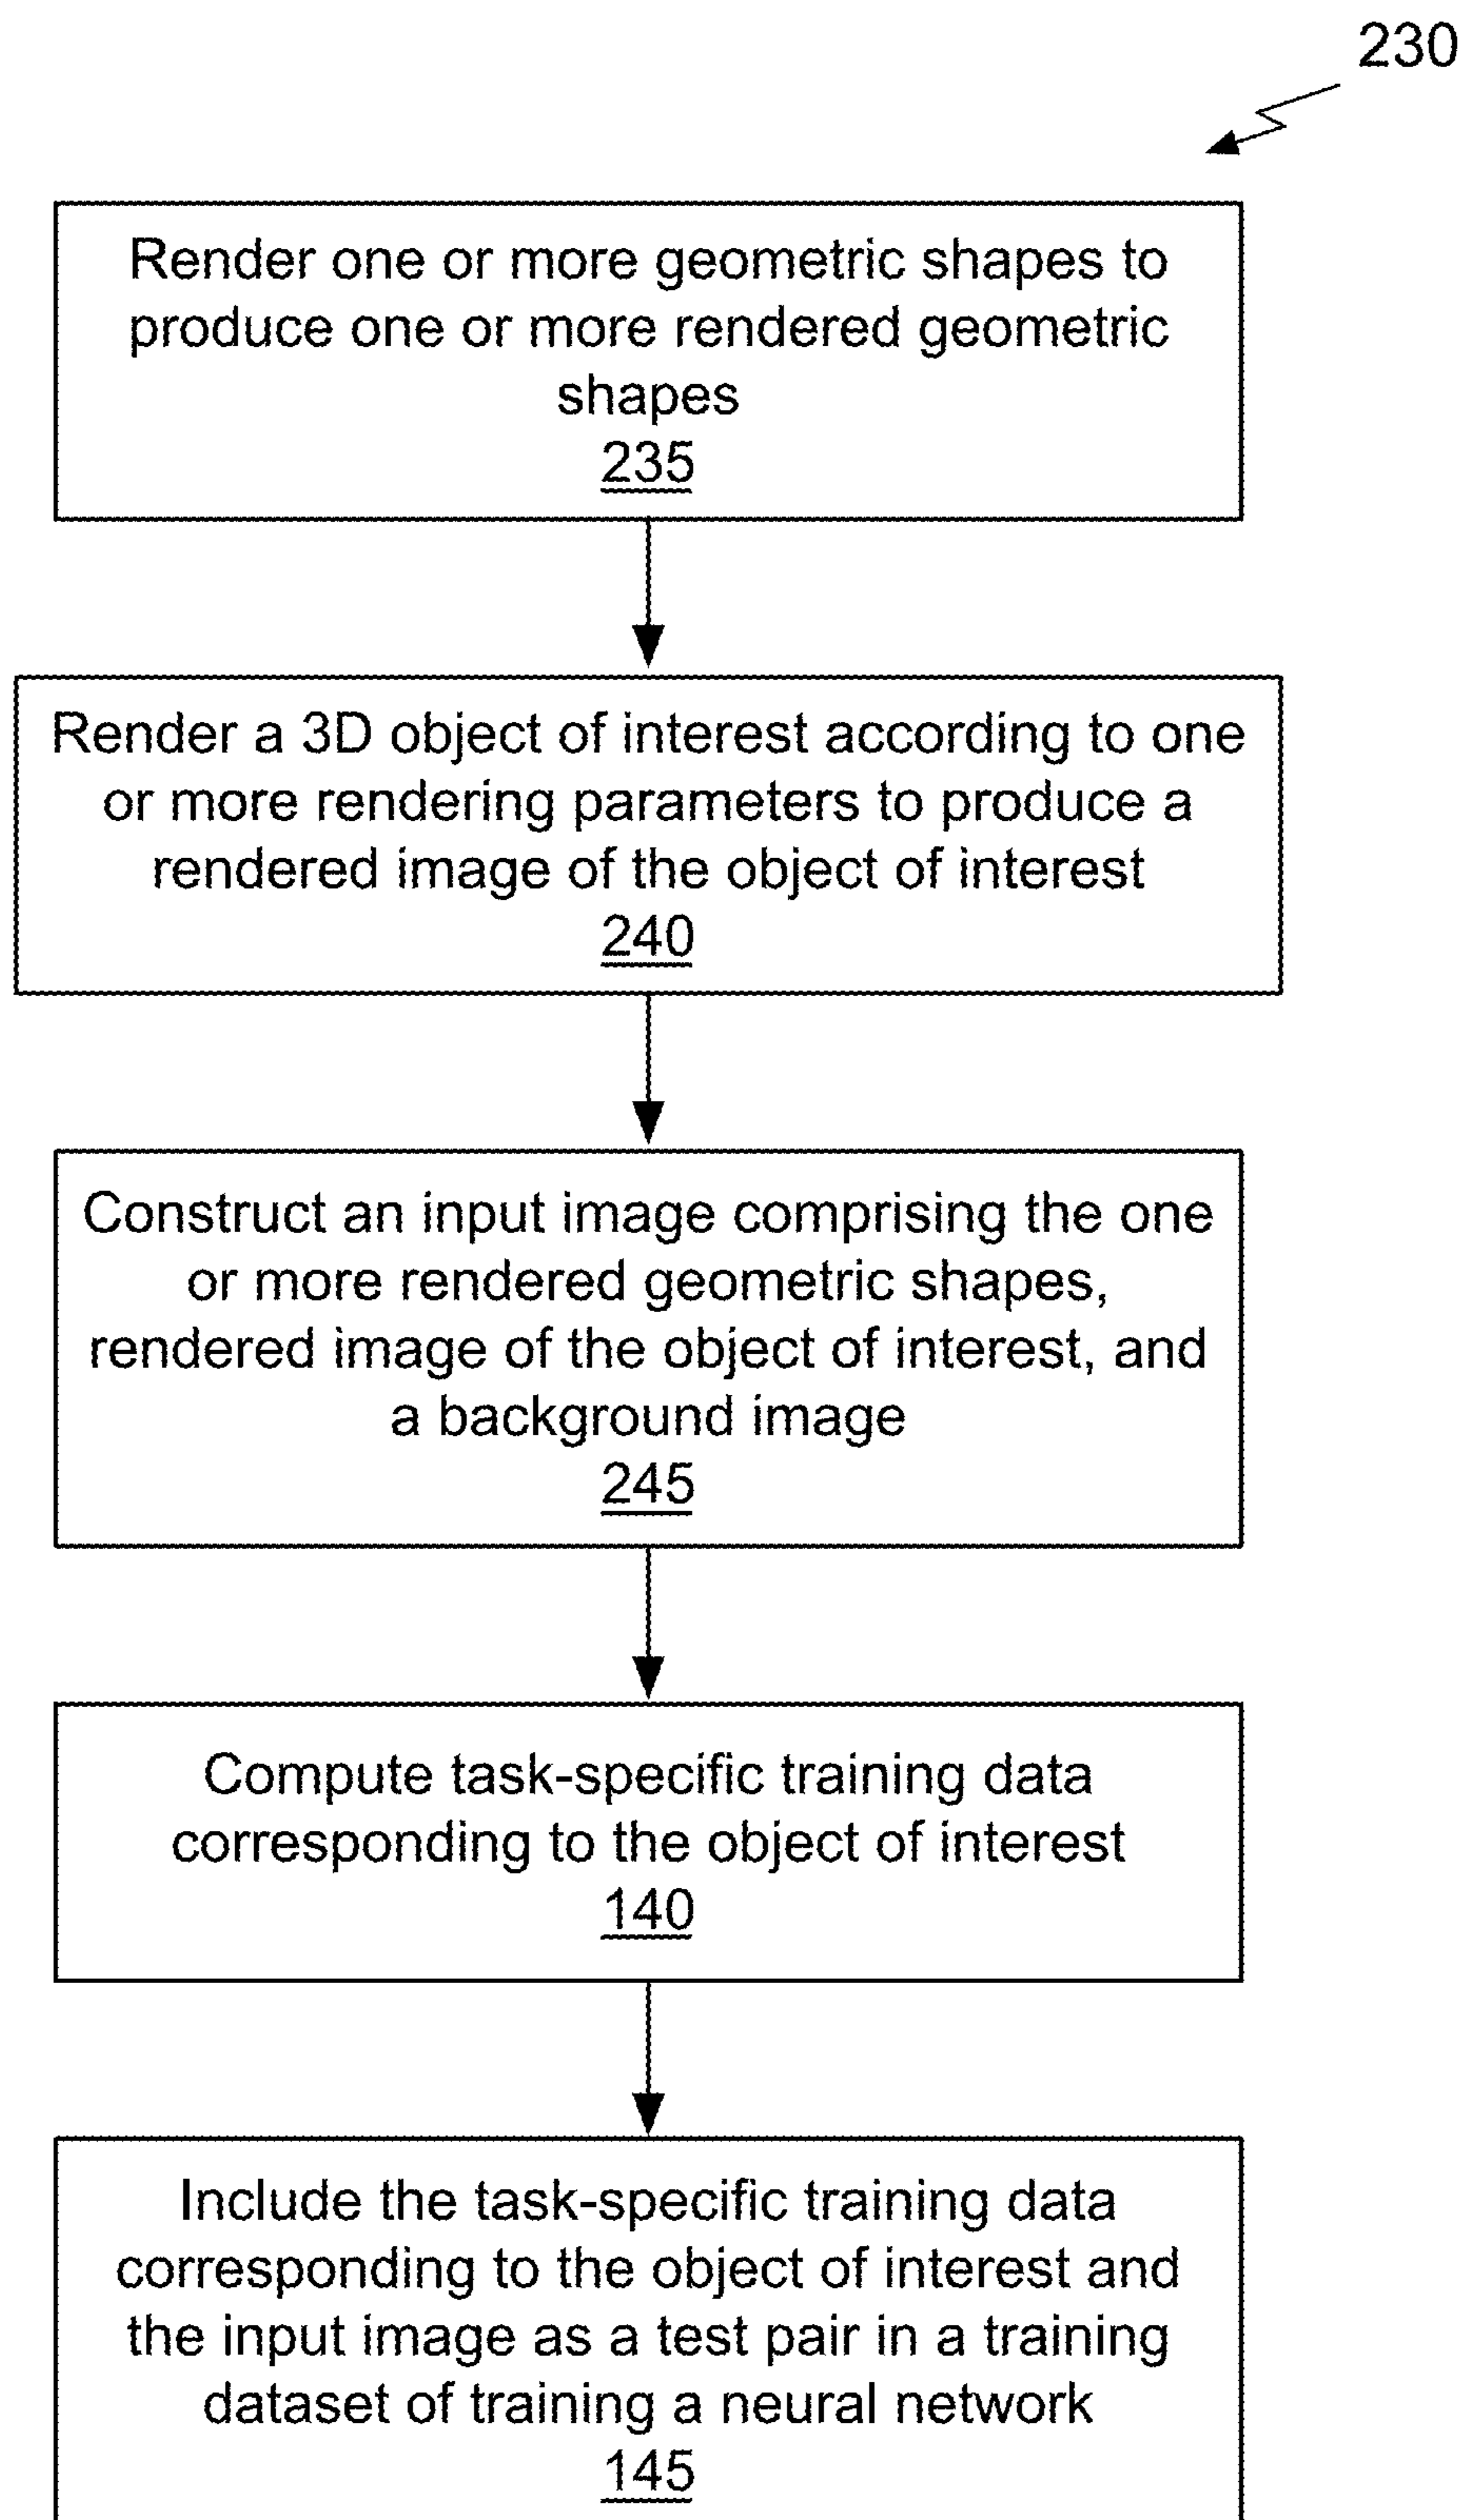 230
Render one or more geometric shapes to
produce one or more rendered geometric
shapes
235
Render a 3D object of interest according to one
or more rendering parameters to produce a
rendered image of the object of interest
240
Construct an input image comprising the one
or more rendered geometric shapes,
rendered image of the object of interest, and
a background image
245
Compute task-specific training data
corresponding to the object of interest
140
Include the task-specific training data
corresponding to the object of interest and
the input image as a test pair in a training
dataset of training a neural network
145